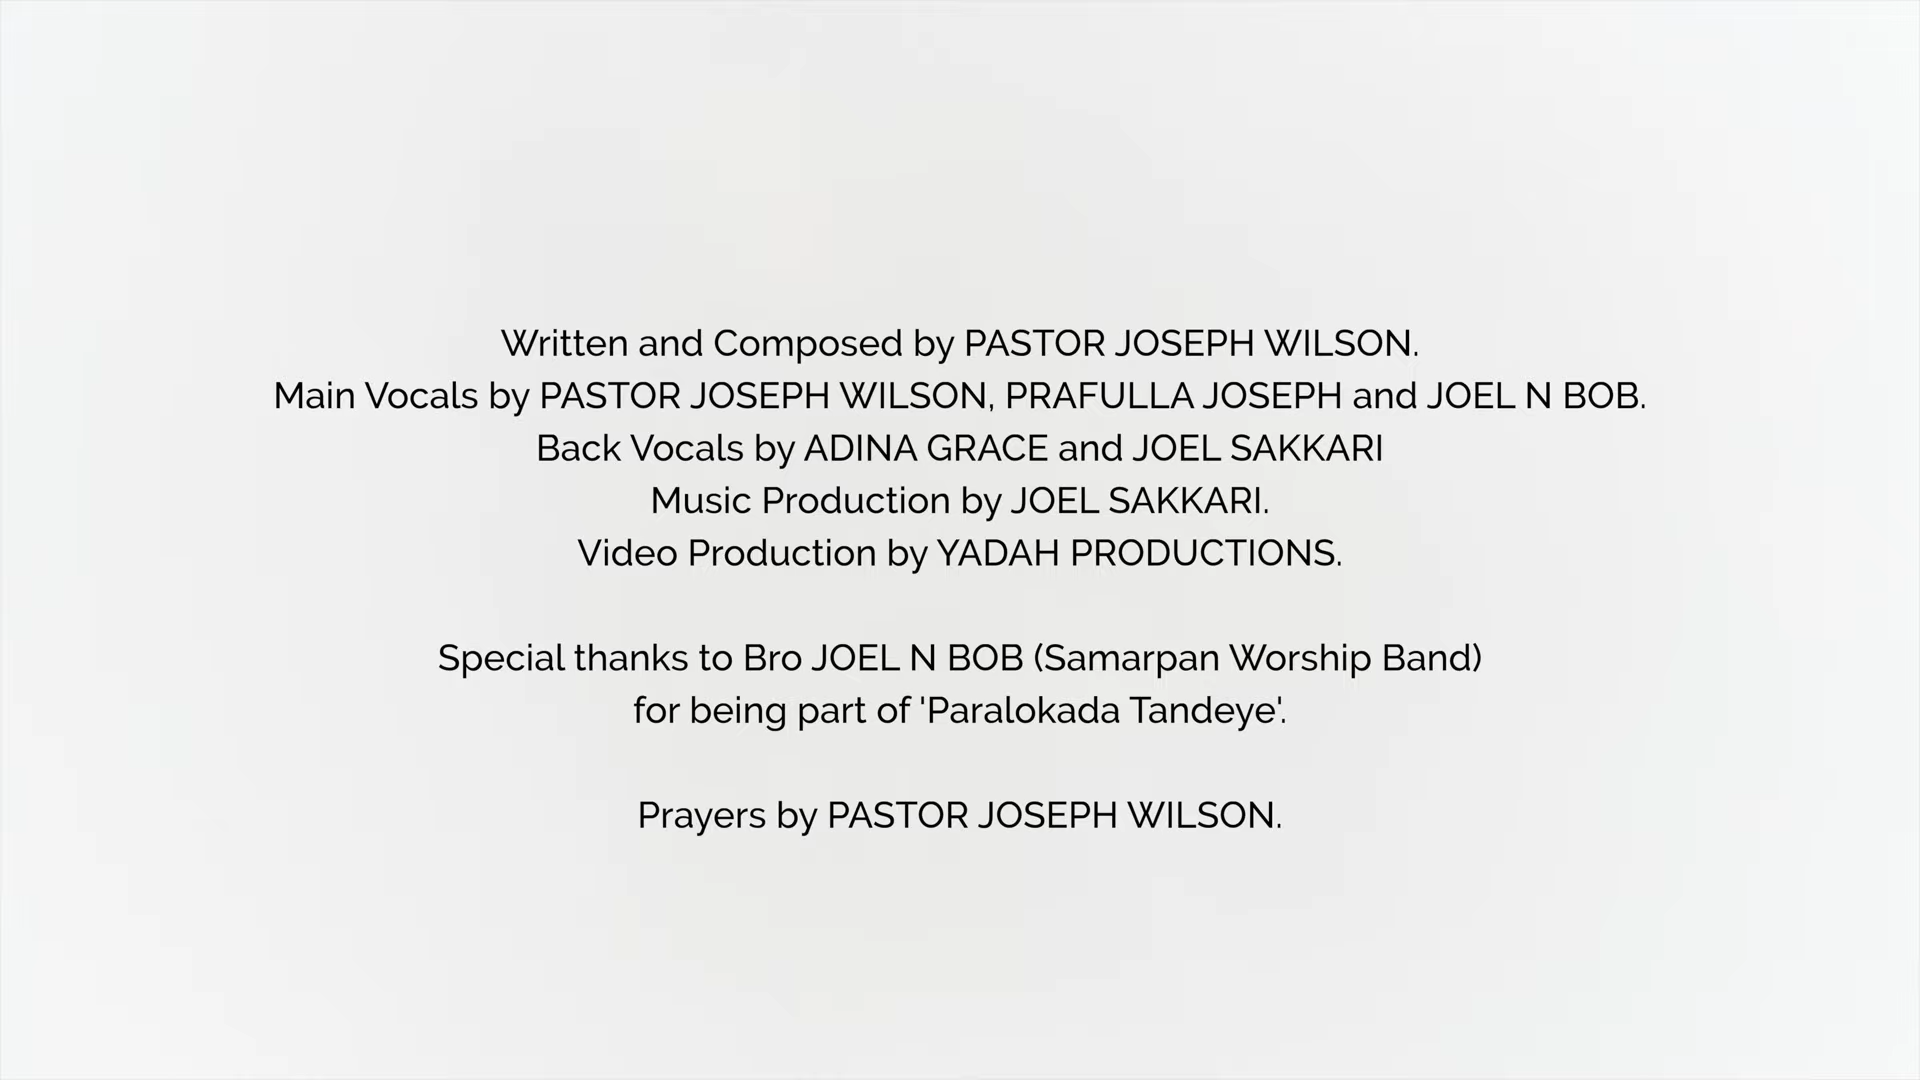 Written and Composed by PASTOR JOSEPH WILSON.
Main Vocals by PASTOR JOSEPH WILSON, PRAFULLA JOSEPH and JOEL N BOB.
Back Vocals by ADINA GRACE and JOEL SAKKARI
Music Production by JOEL SAKKARI.
Video Production by YADAH PRODUCTIONS.
Special thanks to Bro JOEL N BOB (Samarpan Worship Band)
for being part of 'Paralokada Tandeye'.
Prayers by PASTOR JOSEPH WILSON.